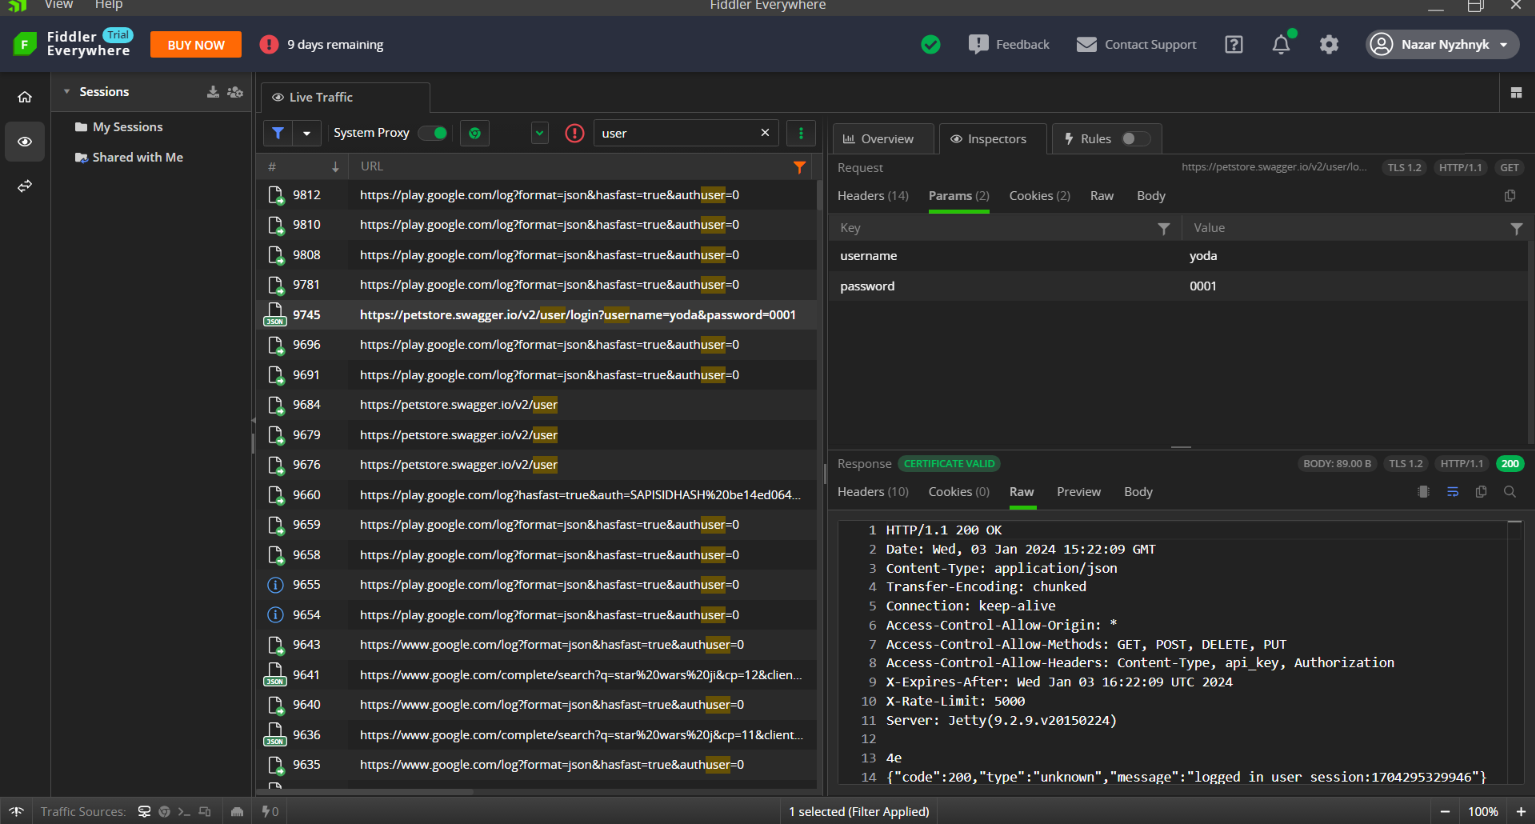 View Help
Fiddler Everywhere
F
Fiddler Trial
Everywhere
BUY NOW
! 9 days remaining
Feedback
Contact Support
Nazar Nyzhnyk
Sessions
My Sessions
Shared with Me
Live Traffic
System Proxy
user
# URL
9812 https://play.google.com/log?format=json&hasfast=true&authuser=0
9810 https://play.google.com/log?format=json&hasfast=true&authuser=0
9808 https://play.google.com/log?format=json&hasfast=true&authuser=0
9781 https://play.google.com/log?format=json&hasfast=true&authuser=0
JSON 9745 https://petstore.swagger.io/v2/user/login?username=yoda&password=0001
9696 https://play.google.com/log?format=json&hasfast=true&authuser=0
9691 https://play.google.com/log?format=json&hasfast=true&authuser=0
9684 https://petstore.swagger.io/v2/user
9679 https://petstore.swagger.io/v2/user
9676 https://petstore.swagger.io/v2/user
9660 https://play.google.com/log?hasfast=true&auth=SAPISIDHASH%20be14ed064...
9659 https://play.google.com/log?format=json&hasfast=true&authuser=0
9658 https://play.google.com/log?format=json&hasfast=true&authuser=0
9655 https://play.google.com/log?format=json&hasfast=true&authuser=0
9654 https://play.google.com/log?format=json&hasfast=true&authuser=0
9643 https://www.google.com/log?format=json&hasfast=true&authuser=0
JSON 9641 https://www.google.com/complete/search?q=star%20wars%20ji&cp=12&clien...
9640 https://www.google.com/log?format=json&hasfast=true&authuser=0
JSON 9636 https://www.google.com/complete/search?q=star%20wars%20j&cp=11&client...
9635 https://www.google.com/log?format=json&hasfast=true&authuser=0
Overview Inspectors Rules
Request https://petstore.swagger.io/v2/user/lo... TLS 1.2 HTTP/1.1 GET
Headers (14) Params (2) Cookies (2) Raw Body
Key Value
username yoda
password 0001
Response CERTIFICATE VALID BODY: 89.00 B TLS 1.2 HTTP/1.1 200
Headers (10) Cookies (0) Raw Preview Body
1 HTTP/1.1 200 OK
2 Date: Wed, 03 Jan 2024 15:22:09 GMT
3 Content-Type: application/json
4 Transfer-Encoding: chunked
5 Connection: keep-alive
6 Access-Control-Allow-Origin: *
7 Access-Control-Allow-Methods: GET, POST, DELETE, PUT
8 Access-Control-Allow-Headers: Content-Type, api_key, Authorization
9 X-Expires-After: Wed Jan 03 16:22:09 UTC 2024
10 X-Rate-Limit: 5000
11 Server: Jetty(9.2.9.v20150224)
12
13 4e
14 {"code":200,"type":"unknown","message":"logged in user session:1704295329946"}
Traffic Sources: 0 1 selected (Filter Applied) 100%